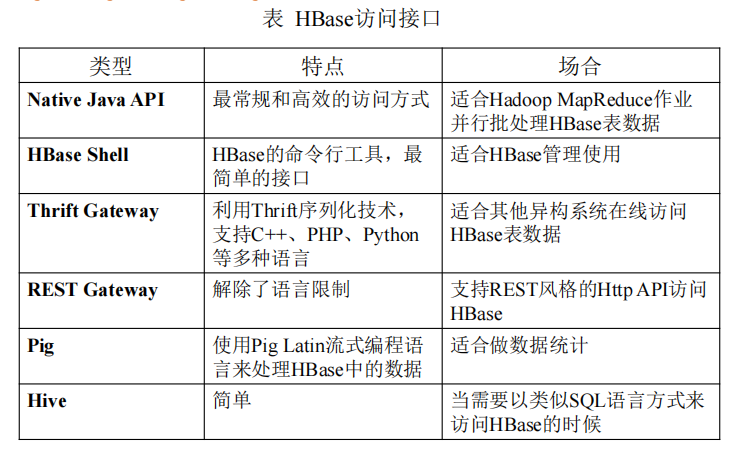 表 HBase访问接口
类型 特点 场合
Native Java API 最常规和高效的访问方式 适合Hadoop MapReduce作业
并行批处理HBase表数据
HBase Shell HBase的命令行工具，最 适合HBase管理使用
简单的接口
Thrift Gateway 利用Thrift序列化技术， 适合其他异构系统在线访问
支持C++、PHP、Python HBase表数据
等多种语言
REST Gateway 解除了语言限制 支持REST风格的Http API访问
HBase
Pig 使用Pig Latin流式编程语 适合做数据统计
言来处理HBase中的数据
Hive 简单 当需要以类似SQL语言方式来
访问HBase的时候